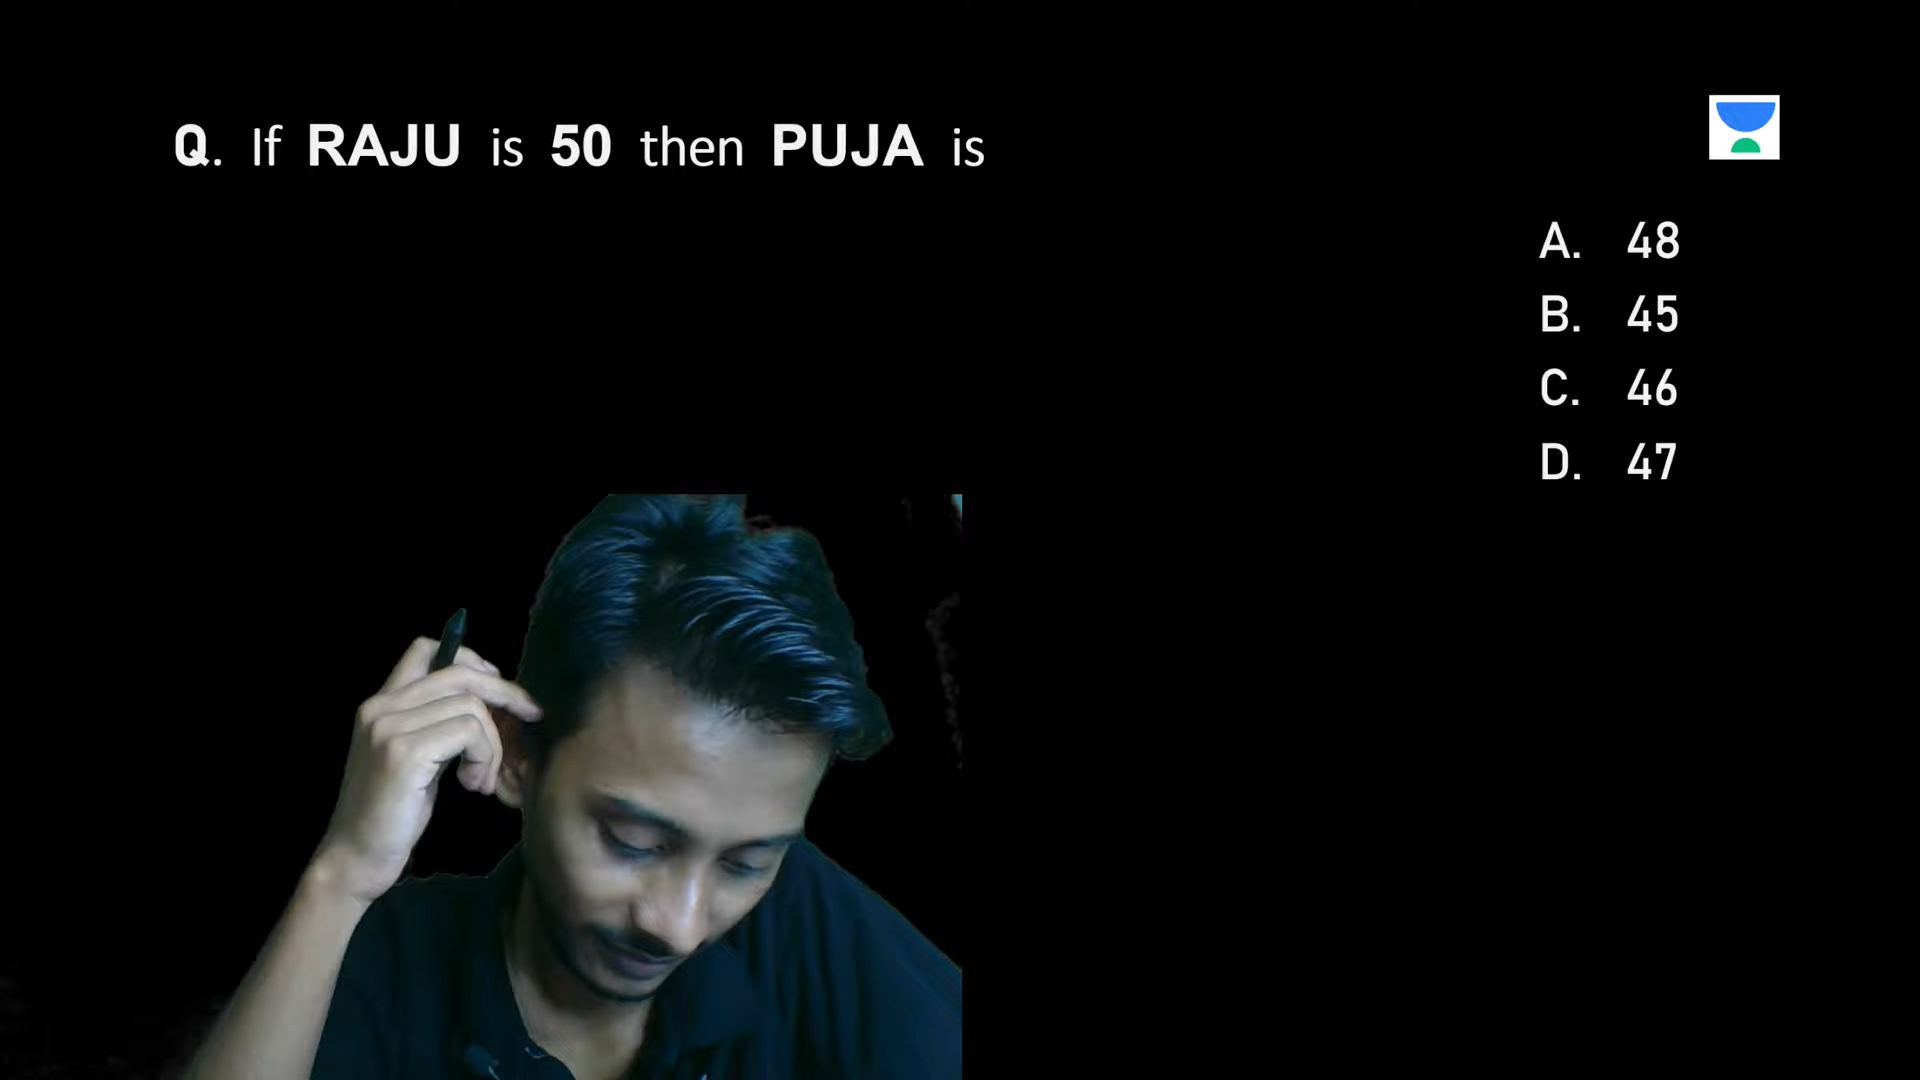 Q. If RAJU is 50 then PUJA is
A. 48
B. 45
C. 46
D. 47